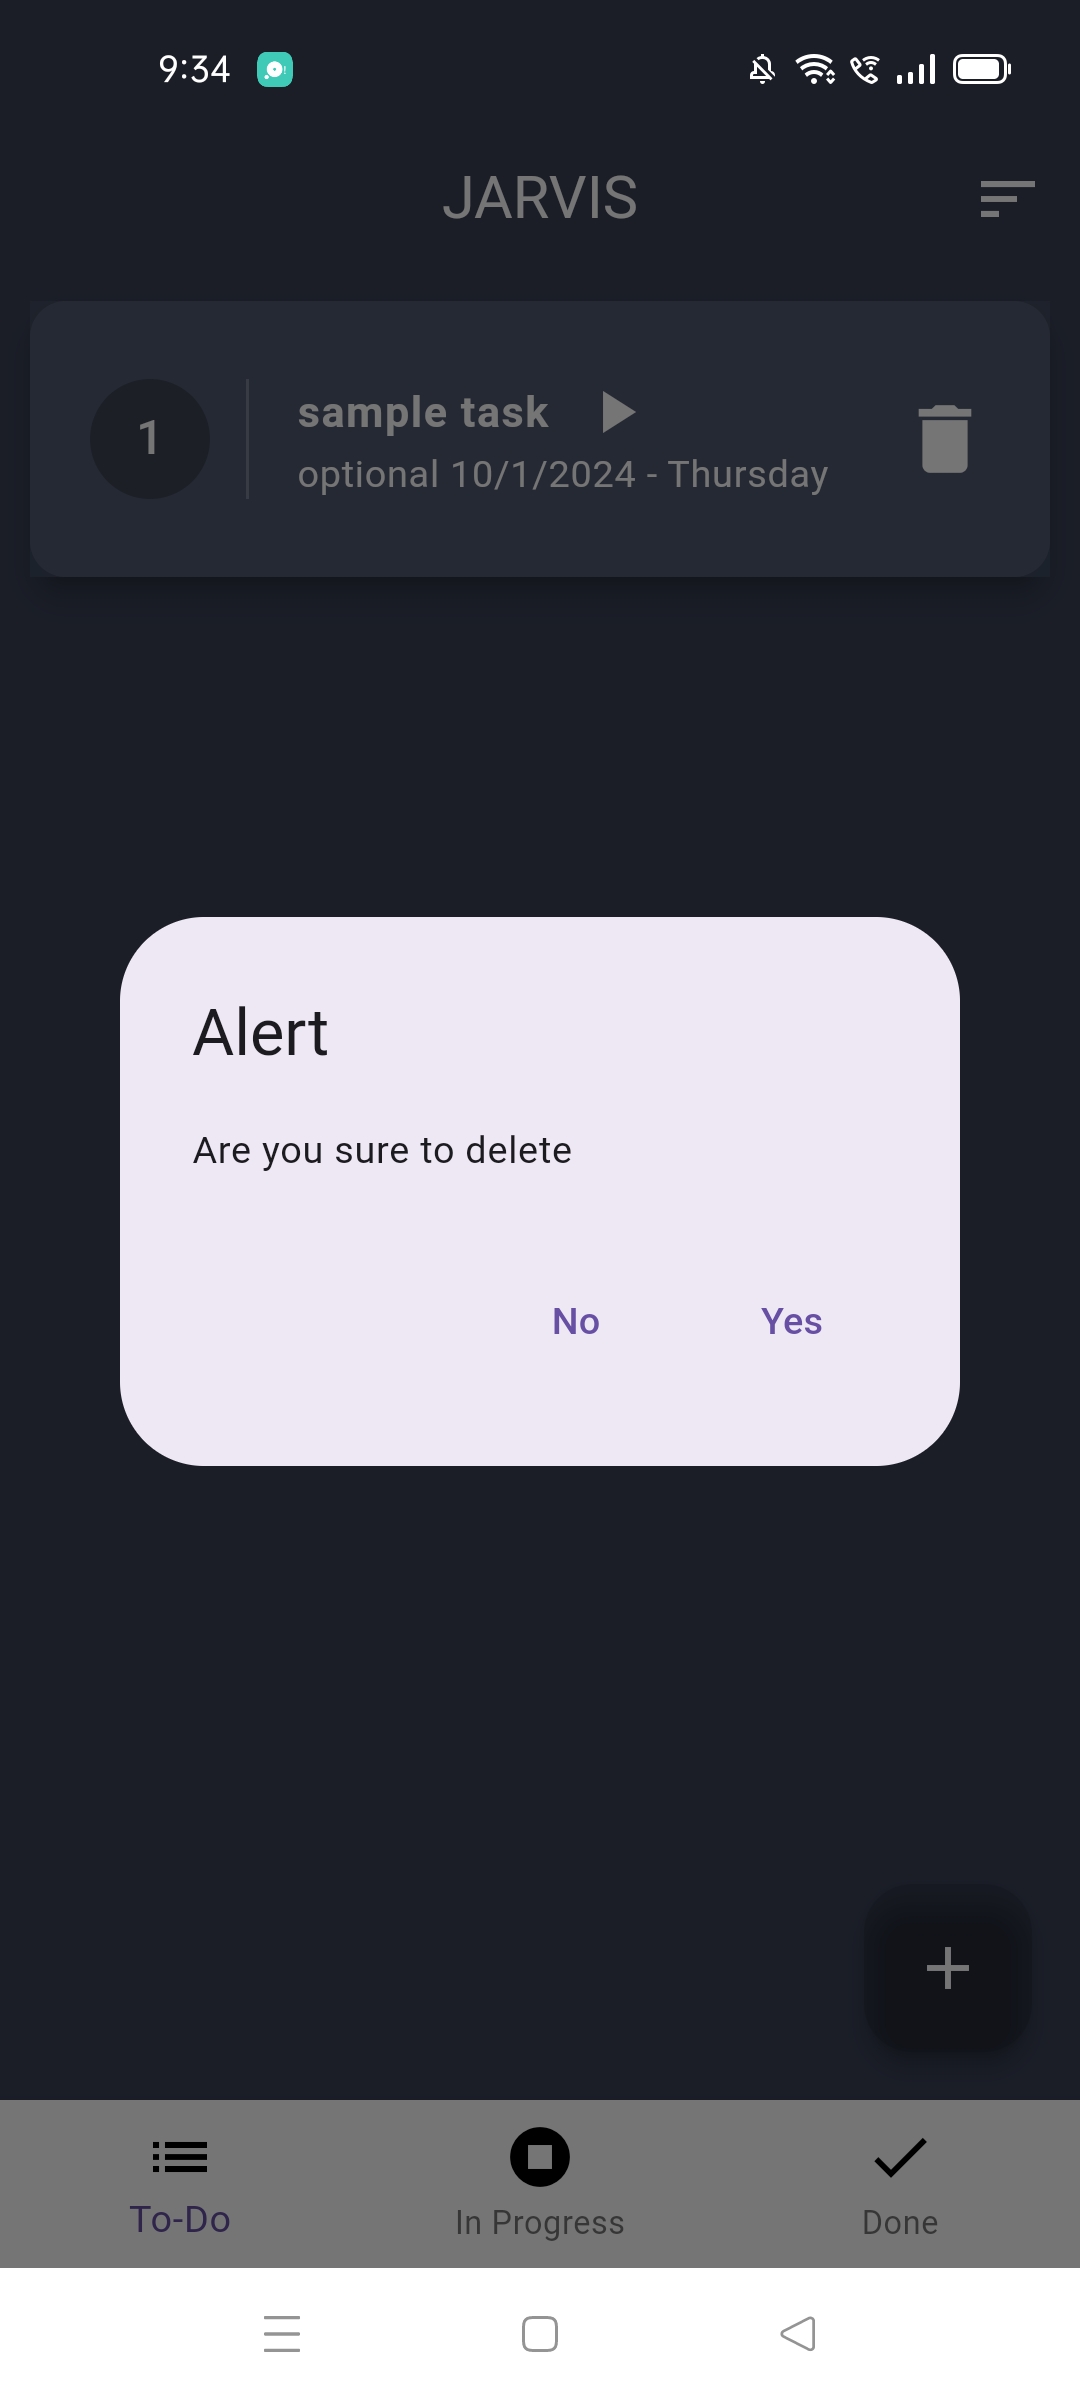 9:34
JARVIS
1
sample task
optional 10/1/2024 - Thursday
Alert
Are you sure to delete
No Yes
To-Do In Progress Done